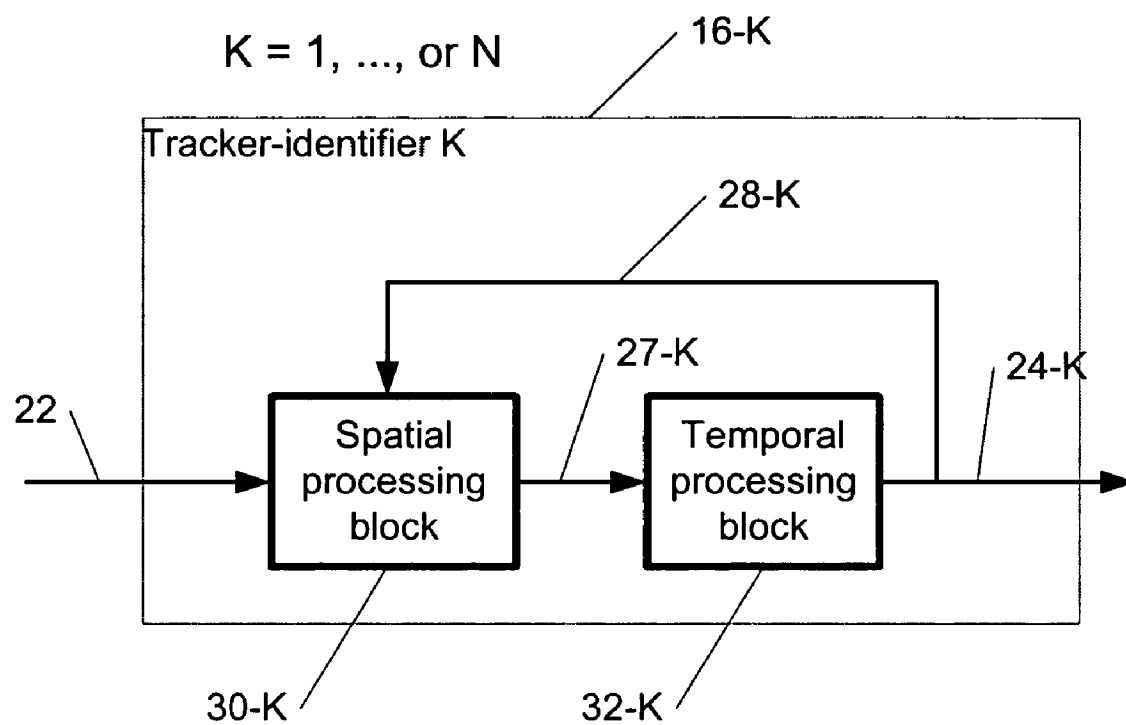 K = 1, ..., or N
16-K
Tracker-identifier K
28-K
27-K
24-K
22
Spatial
processing
block
Temporal
processing
block
30-K
32-K